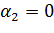 α₂ = 0